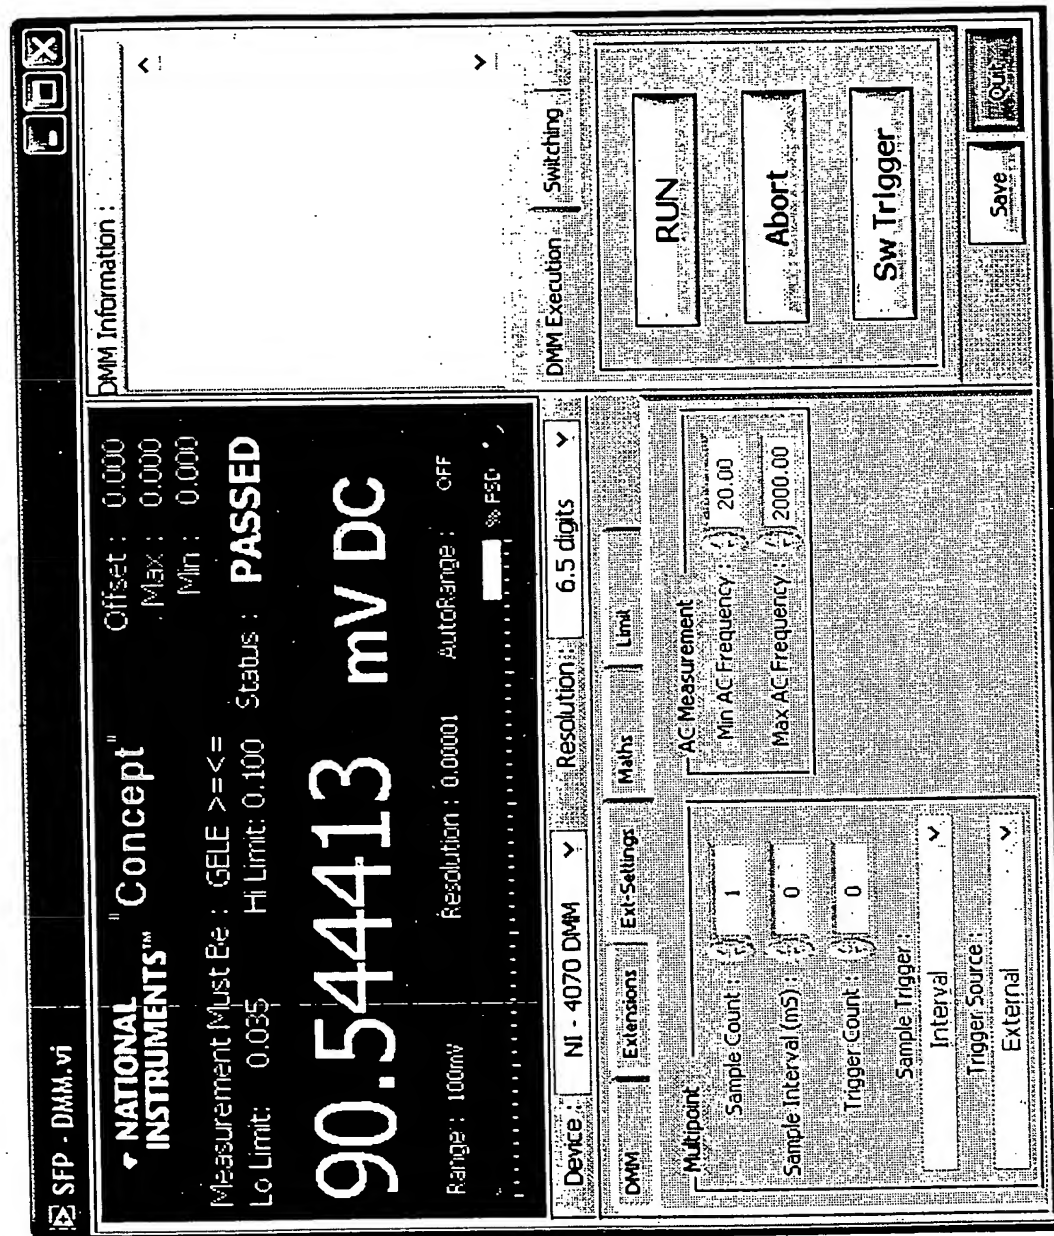 SFP - DMM.vi
NATIONAL INSTRUMENTS™ "Concept"
Offset : 0.000
Max : 0.000
Min : 0.000
Measurement Must Be : GELE >=<=
Lo Limit: 0.035 Hi Limit: 0.100 Status : PASSED
90.544413 mV DC
Range : 100mV Resolution : 0.00001 AutoRange : OFF
% FSD
DMM Information :
Device : NI - 4070 DMM Resolution : 6.5 digits
DMM Extensions Ext-Settings Maths Limit
Multipoint
Sample Count : 1
Sample Interval (mS) : 0
Trigger Count : 0
Sample Trigger :
Interval
Trigger Source :
External
AC Measurement
Min AC Frequency : 20.00
Max AC Frequency : 2000.00
DMM Execution Switching
RUN
Abort
Sw Trigger
Save Quit